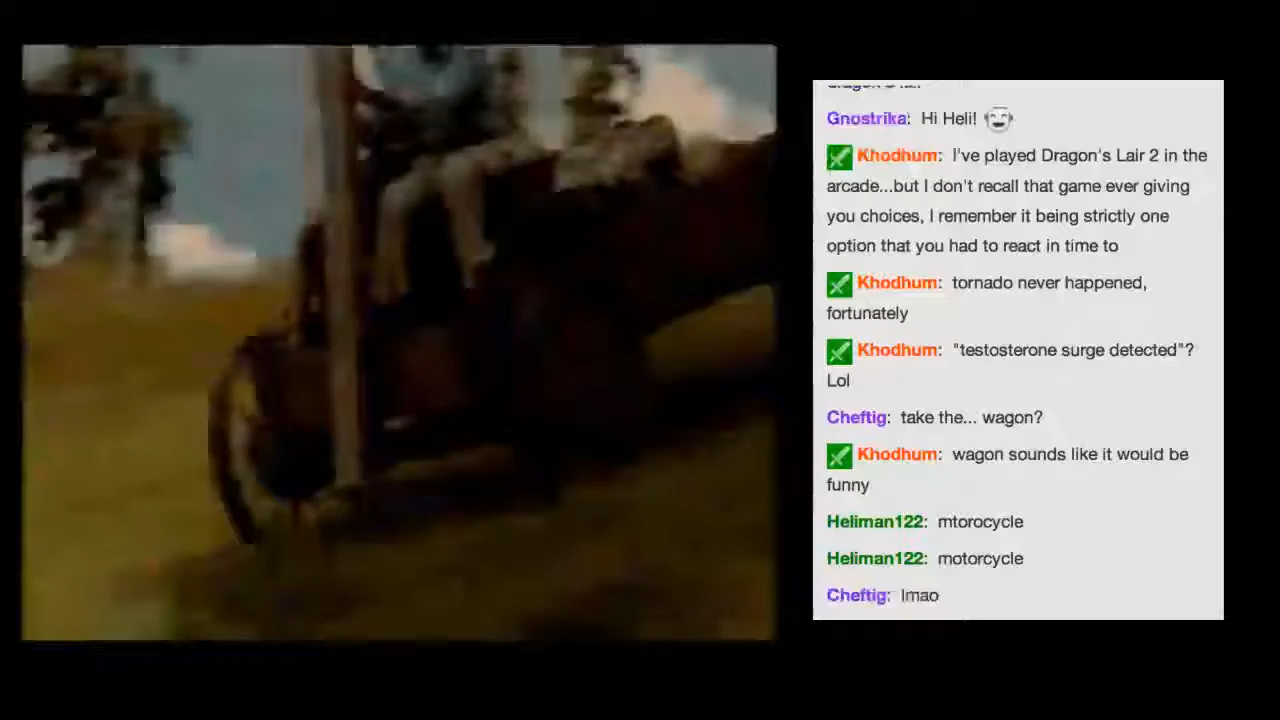 Gnostrika: Hi Heli!
Khodhum: I've played Dragon's Lair 2 in the
arcade...but I don't recall that game ever giving
you choices, I remember it being strictly one
option that you had to react in time to
Khodhum: tornado never happened,
fortunately
Khodhum: "testosterone surge detected"?
Lol
Cheftig: take the... wagon?
Khodhum: wagon sounds like it would be
funny
Heliman122: mtorocycle
Heliman122: motorcycle
Cheftig: lmao